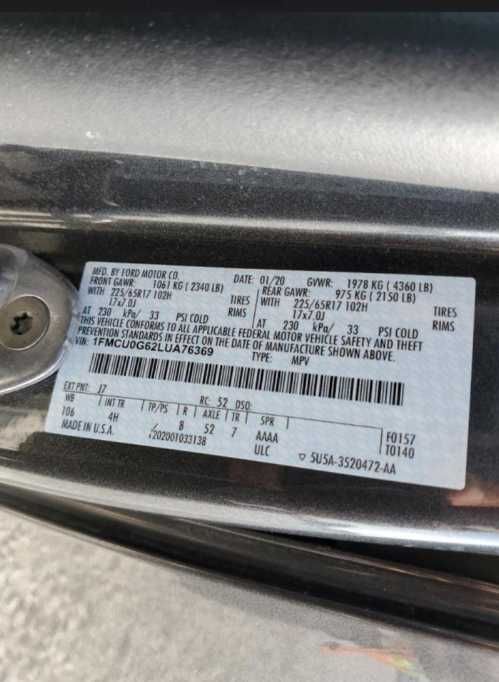 MFD. BY FORD MOTOR CO.
DATE: 01/20 GVWR: 1978 KG ( 4360 LB)
FRONT GAWR: 1061 KG ( 2340 LB) REAR GAWR: 975 KG ( 2150 LB)
WITH 225/65R17 102H TIRES WITH 225/65R17 102H TIRES
17x7.0J RIMS 17x7.0J RIMS
AT 230 kPa/ 33 PSI COLD AT 230 kPa/ 33 PSI COLD
THIS VEHICLE CONFORMS TO ALL APPLICABLE FEDERAL MOTOR VEHICLE SAFETY AND THEFT
PREVENTION STANDARDS IN EFFECT ON THE DATE OF MANUFACTURE SHOWN ABOVE.
VIN: 1FMCU0G62LUA76369
TYPE: MPV
EXT PNT: J7 RC: 52 DSO:
WB INT TR TP/PS R AXLE TR SPR
106 4H 8 52 7 AAAA F0157
MADE IN U.S.A. ULC T0140
5U5A-3520472-AA